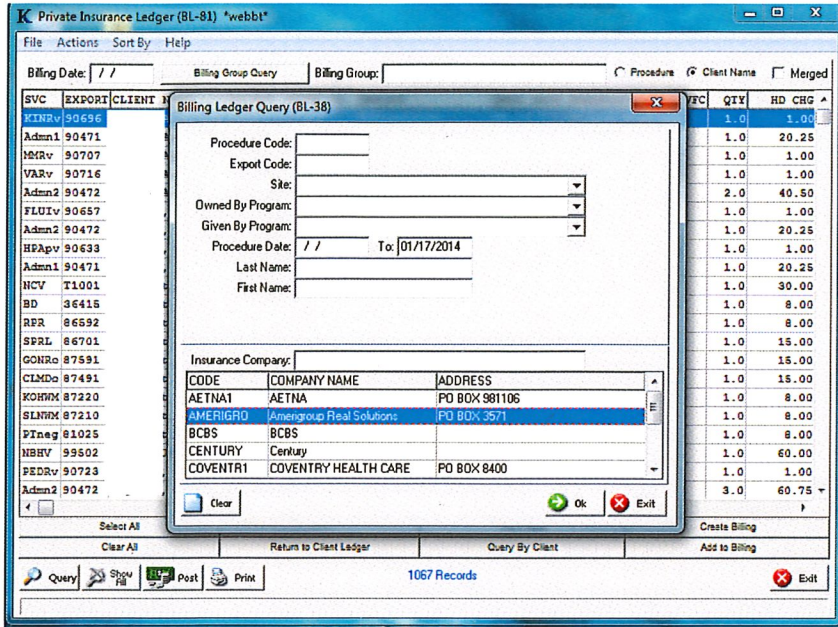 K Private Insurance Ledger (BL-81) *webbt*
File Actions Sort By Help
Billing Date: / / Billing Group Query Billing Group: Procedure Client Name Merged
SVC EXPORT CLIENT VFC QTY HD CHG
KINRv 90696 1.0 1.00
Admn1 90471 1.0 20.25
MMRv 90707 1.0 1.00
VARv 90716 1.0 1.00
Admn2 90472 2.0 40.50
FLUIv 90657 1.0 1.00
Admn2 90472 1.0 20.25
HPApv 90633 1.0 1.00
Admn1 90471 1.0 20.25
NCV T1001 1.0 30.00
BD 36415 1.0 8.00
RPR 86592 1.0 8.00
SPRL 86701 1.0 15.00
GONRo 87591 1.0 15.00
CLMDo 87491 1.0 15.00
KOHWM 87220 1.0 8.00
SLNWM 87210 1.0 8.00
PTneg 81025 1.0 8.00
NBHV 99502 1.0 60.00
PEDRv 90723 1.0 1.00
Admn2 90472 3.0 60.75
Billing Ledger Query (BL-38)
Procedure Code:
Export Code:
Site:
Owned By Program:
Given By Program:
Procedure Date: / / To: 01/17/2014
Last Name:
First Name:
Insurance Company:
CODE COMPANY NAME ADDRESS
AETNA1 AETNA PO BOX 981106
AMERIGRO Amerigroup Real Solutions PO BOX 3571
BCBS BCBS
CENTURY Century
COVENTR1 COVENTRY HEALTH CARE PO BOX 8400
Clear Ok Exit
Select All Create Billing
Clear All Return to Client Ledger Query By Client Add to Billing
Query Show All Post Print 1067 Records Exit